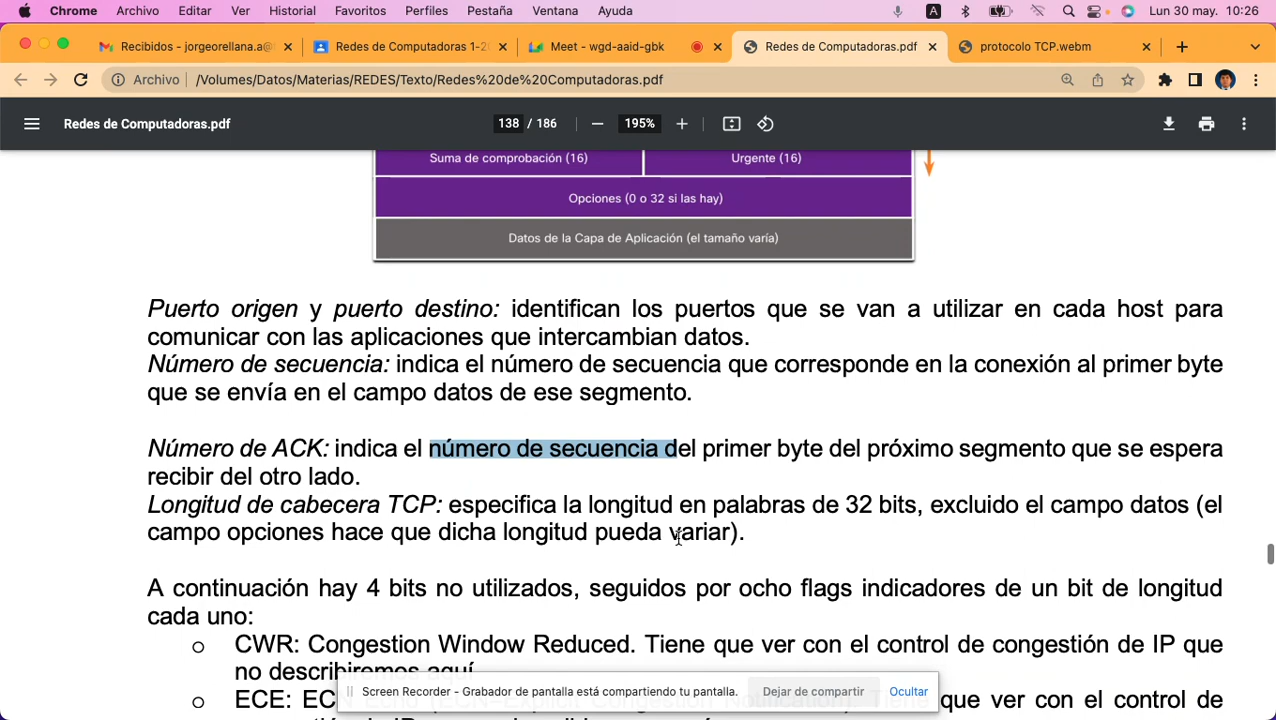 Chrome Archivo Editar Ver Historial Favoritos Perfiles Pestaña Ventana Ayuda A Lun 30 may. 10:26
Recibidos - jorgeorellana.a@ Redes de Computadoras 1-2 Meet - wgd-aaid-gbk Redes de Computadoras.pdf protocolo TCP.webm
Archivo /Volumes/Datos/Materias/REDES/Texto/Redes%20de%20Computadoras.pdf
Redes de Computadoras.pdf 138 / 186 195%
Suma de comprobación (16) Urgente (16)
Opciones (0 o 32 si las hay)
Datos de la Capa de Aplicación (el tamaño varía)
Puerto origen y puerto destino: identifican los puertos que se van a utilizar en cada host para
comunicar con las aplicaciones que intercambian datos.
Número de secuencia: indica el número de secuencia que corresponde en la conexión al primer byte
que se envía en el campo datos de ese segmento.
Número de ACK: indica el número de secuencia del primer byte del próximo segmento que se espera
recibir del otro lado.
Longitud de cabecera TCP: especifica la longitud en palabras de 32 bits, excluido el campo datos (el
campo opciones hace que dicha longitud pueda variar).
A continuación hay 4 bits no utilizados, seguidos por ocho flags indicadores de un bit de longitud
cada uno:
o CWR: Congestion Window Reduced. Tiene que ver con el control de congestión de IP que
no describiremos aquí
Screen Recorder - Grabador de pantalla está compartiendo tu pantalla. Dejar de compartir Ocultar
o ECE: que ver con el control de